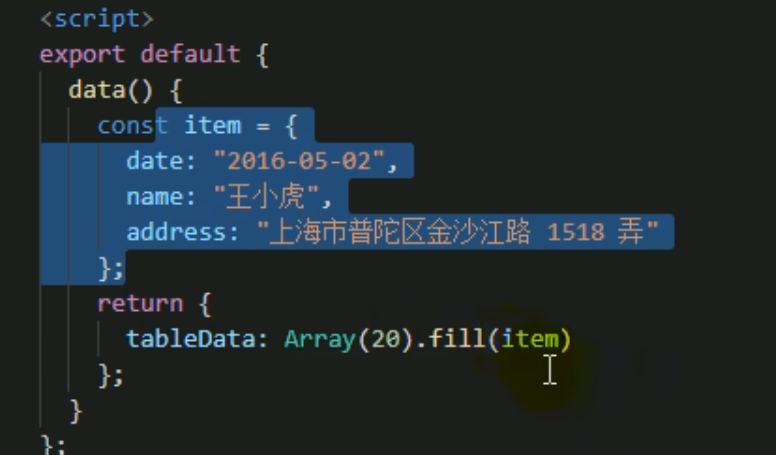 <script>
export default {
data() {
const item = {
date: "2016-05-02",
name: "王小虎",
address: "上海市普陀区金沙江路 1518 弄"
};
return {
tableData: Array(20).fill(item)
};
}
};